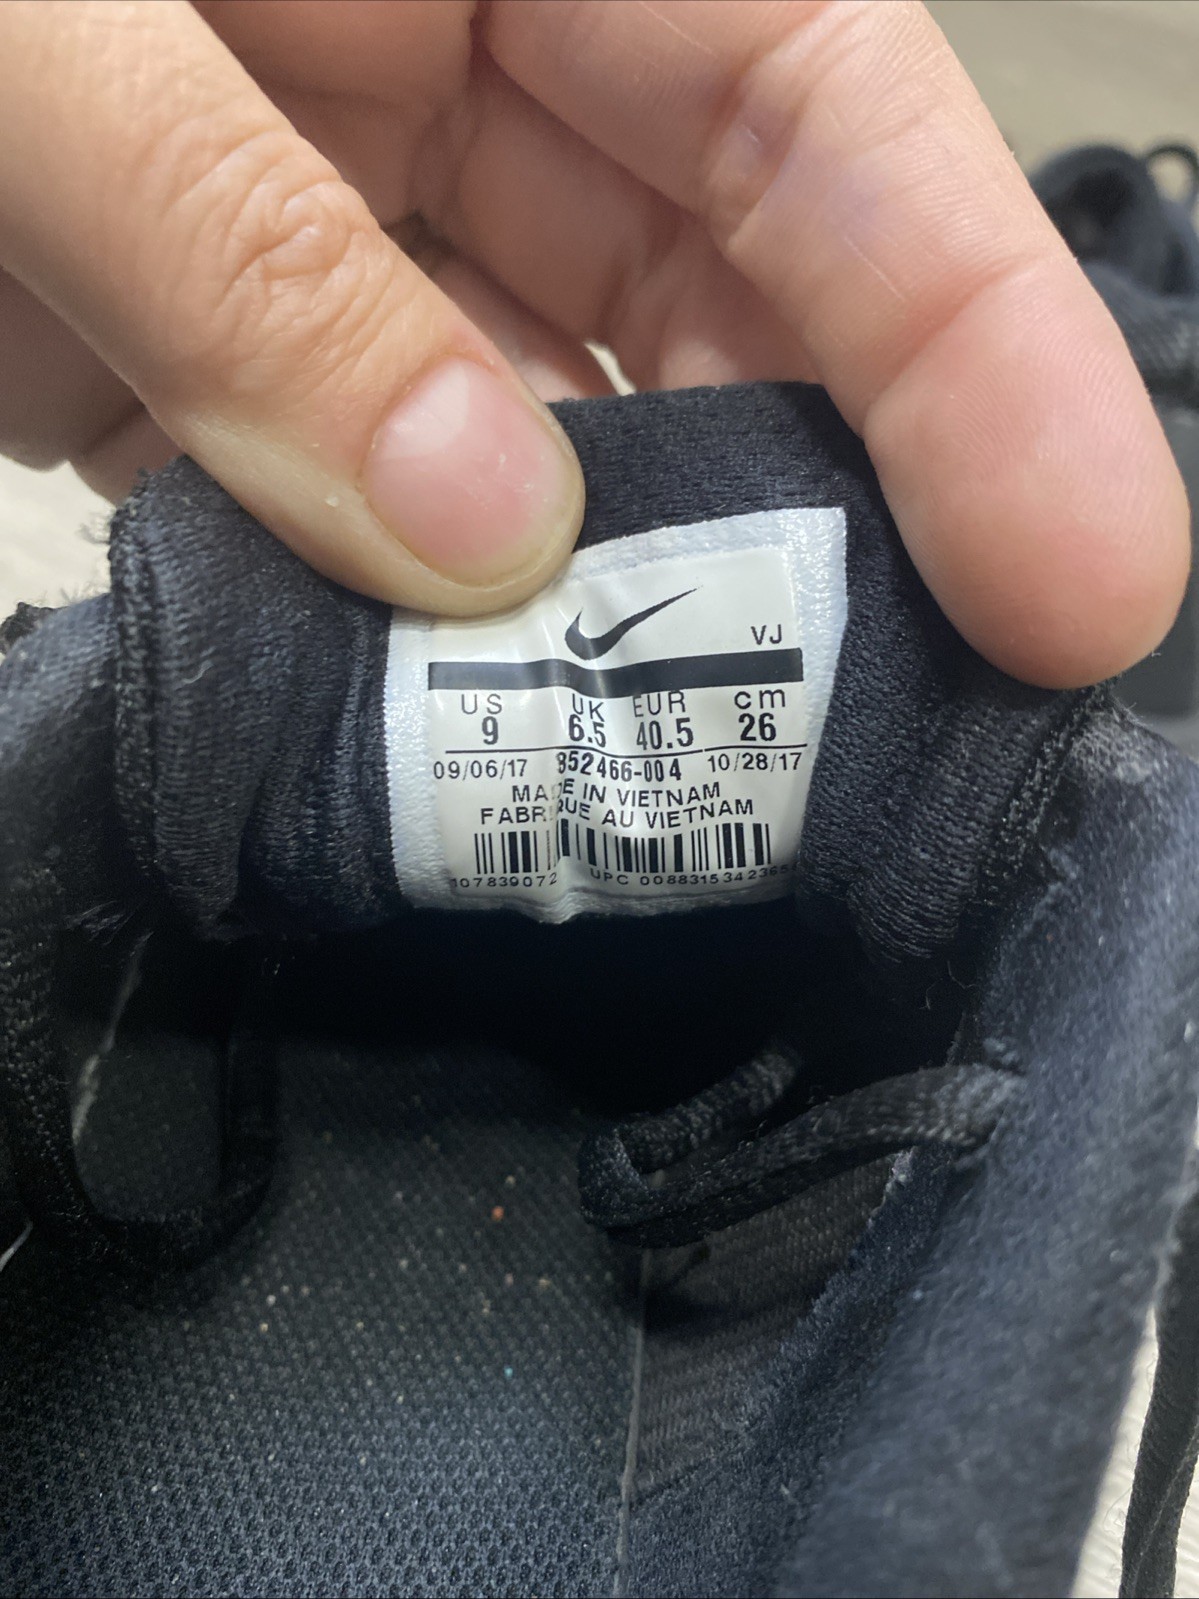 VJ
US UK EUR cm
9 6.5 40.5 26
09/06/17 852466-004 10/28/17
MADE IN VIETNAM
FABRIQUE AU VIETNAM
UPC